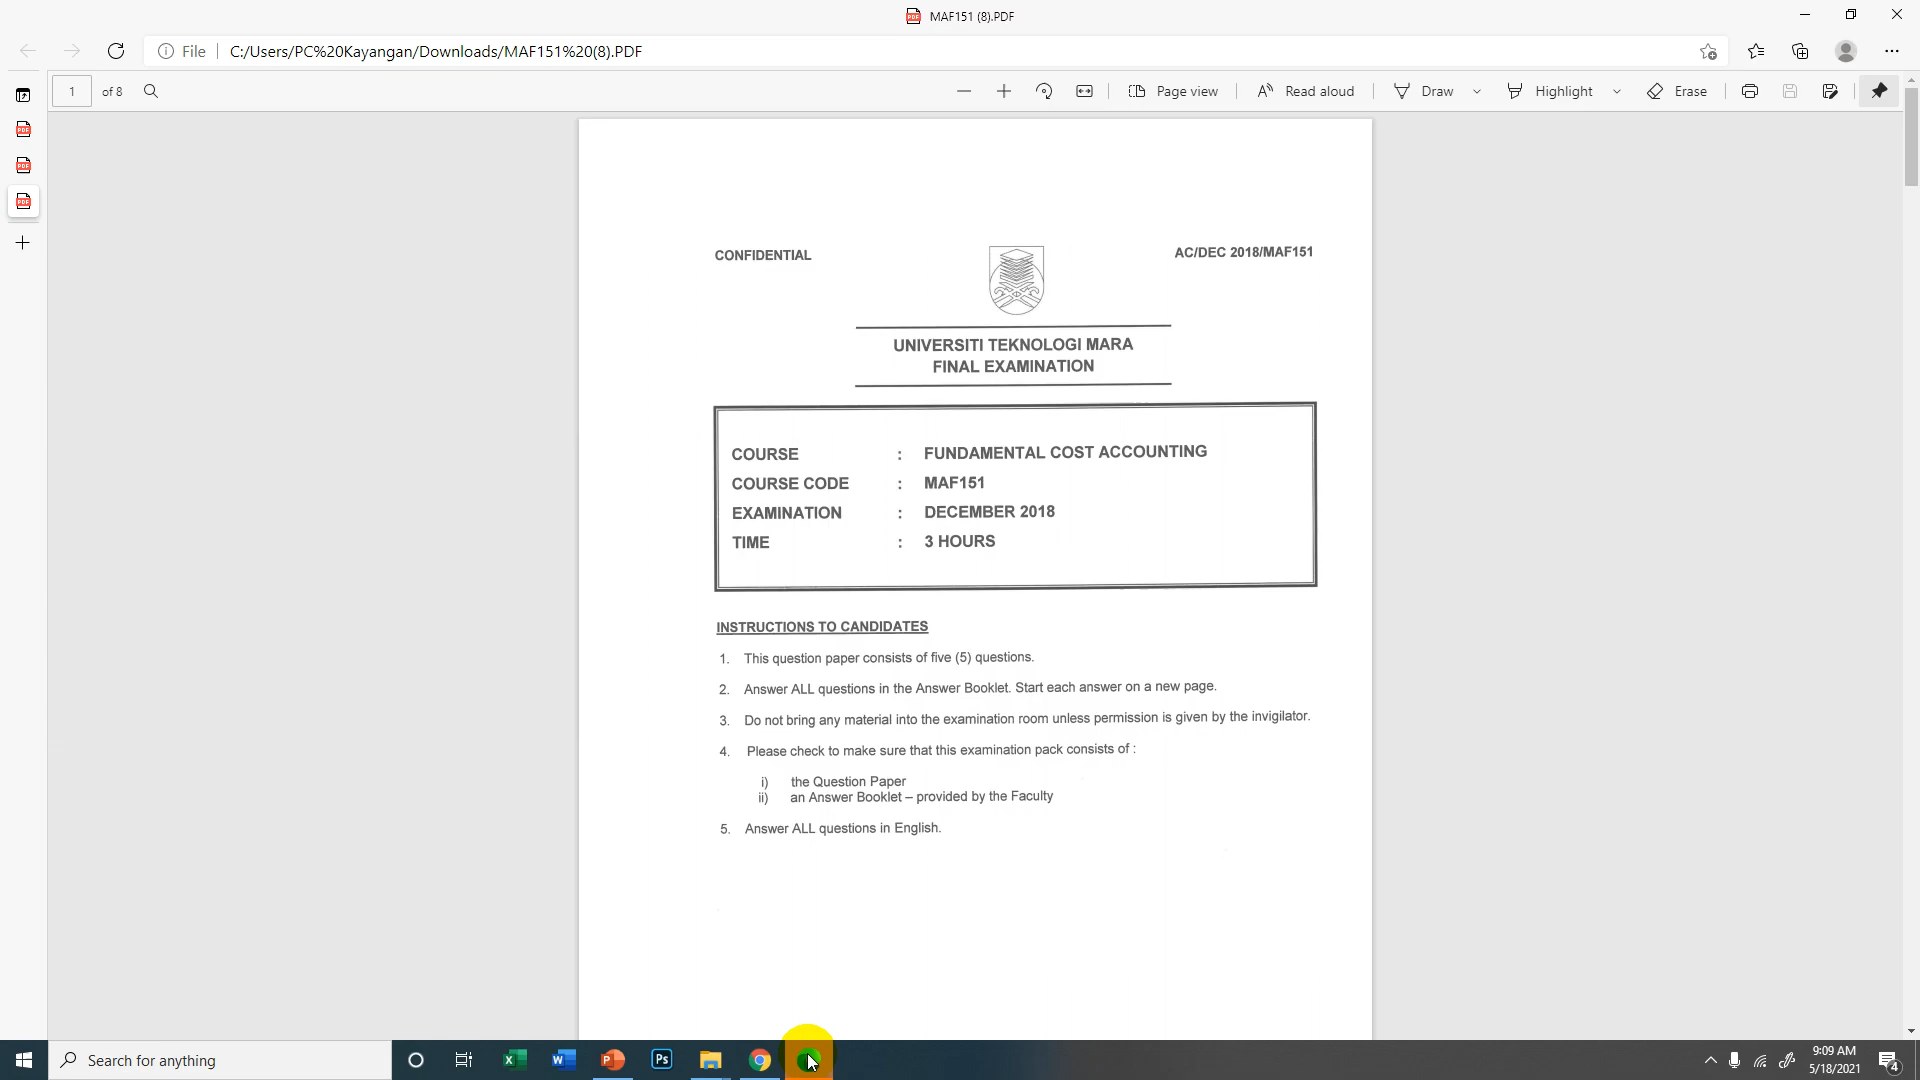 MAF151 (8).PDF
File
C:/Users/PC%20Kayangan/Downloads/MAF151%20(8).PDF
1 of 8
Page view
Read aloud
Draw
Highlight
Erase
CONFIDENTIAL
AC/DEC 2018/MAF151
UNIVERSITI TEKNOLOGI MARA
FINAL EXAMINATION
COURSE : FUNDAMENTAL COST ACCOUNTING
COURSE CODE : MAF151
EXAMINATION : DECEMBER 2018
TIME : 3 HOURS
INSTRUCTIONS TO CANDIDATES
1. This question paper consists of five (5) questions.
2. Answer ALL questions in the Answer Booklet. Start each answer on a new page.
3. Do not bring any material into the examination room unless permission is given by the invigilator.
4. Please check to make sure that this examination pack consists of :
i) the Question Paper
ii) an Answer Booklet – provided by the Faculty
5. Answer ALL questions in English.
Search for anything
Ps
9:09 AM
5/18/2021
4